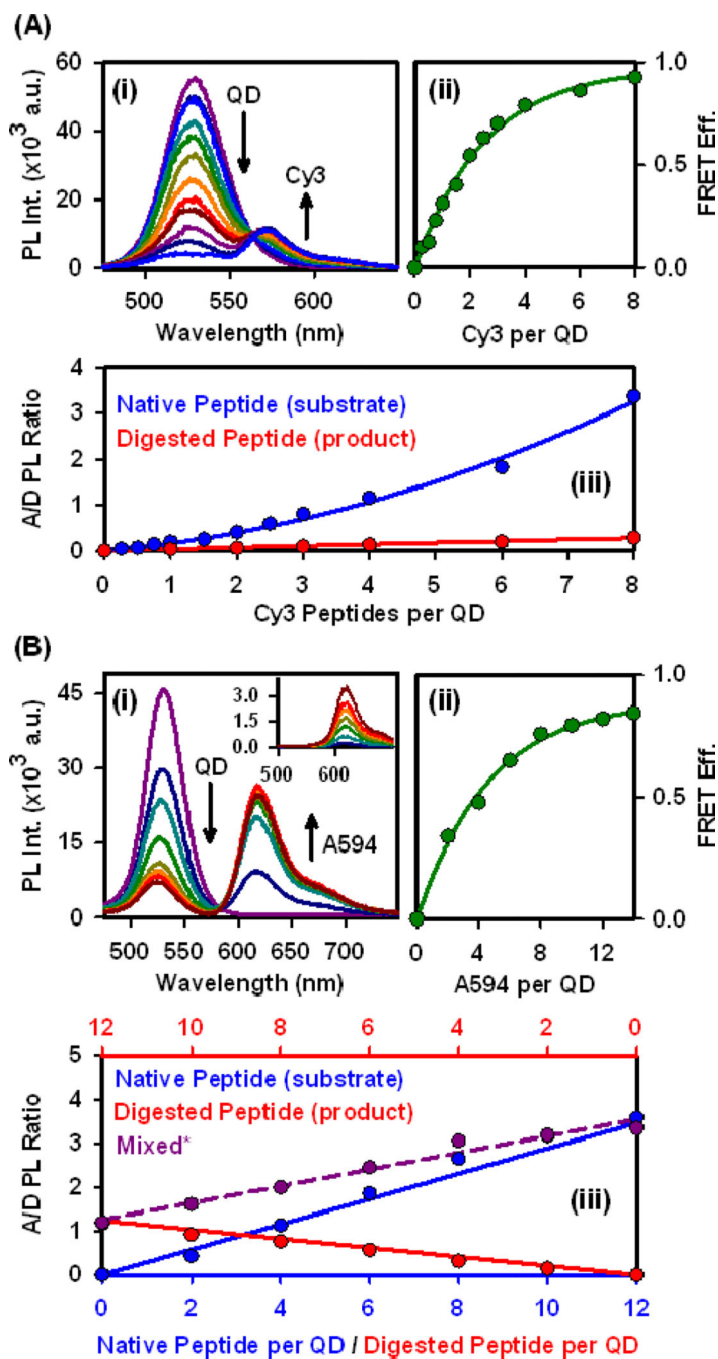 (A)
60
50
40
30
20
10
0
PL Int. (x10³ a.u.)
(i)
QD
Cy3
500 550 600
Wavelength (nm)
(ii)
1.0
0.5
0.0
FRET Eff.
0 2 4 6 8
Cy3 per QD
4
3
2
1
0
A/D PL Ratio
Native Peptide (substrate)
Digested Peptide (product)
(iii)
0 1 2 3 4 5 6 7 8
Cy3 Peptides per QD
(B)
45
30
15
0
PL Int. (x10³ a.u.)
(i)
QD
A594
3.0
1.5
0.0
500 600
500 550 600 650 700
Wavelength (nm)
(ii)
1.0
0.5
0.0
FRET Eff.
0 4 8 12
A594 per QD
12 10 8 6 4 2 0
5
4
3
2
1
0
A/D PL Ratio
Native Peptide (substrate)
Digested Peptide (product)
Mixed*
(iii)
0 2 4 6 8 10 12
Native Peptide per QD / Digested Peptide per QD